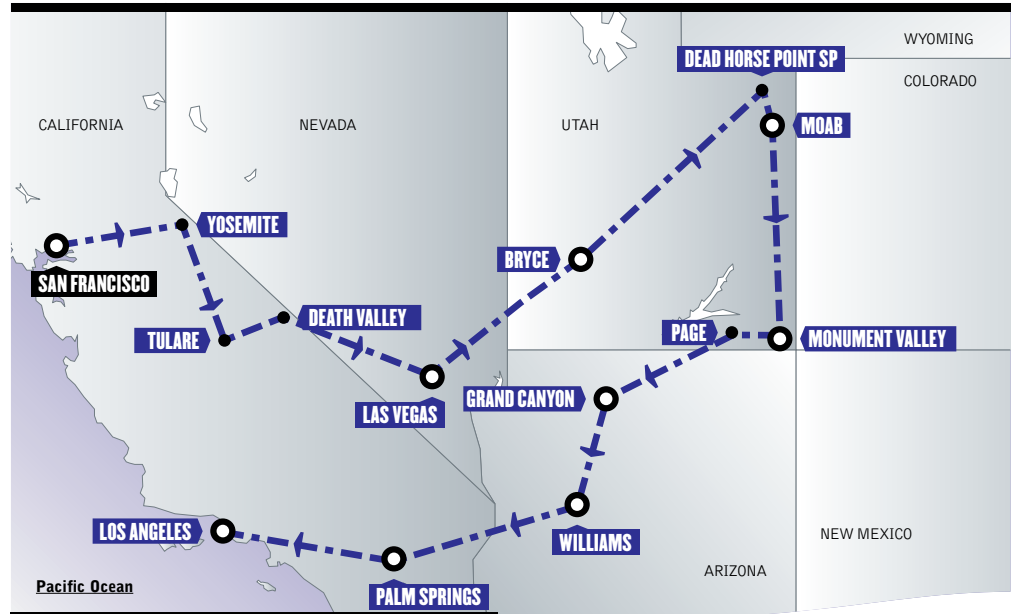 WYOMING
DEAD HORSE POINT SP
COLORADO
CALIFORNIA
NEVADA
UTAH
MOAB
YOSEMITE
BRYCE
SAN FRANCISCO
DEATH VALLEY
TULARE
PAGE
MONUMENT VALLEY
GRAND CANYON
LAS VEGAS
LOS ANGELES
WILLIAMS
NEW MEXICO
ARIZONA
Pacific Ocean
PALM SPRINGS